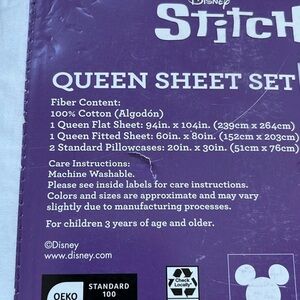 Disney
Stitch
QUEEN SHEET SET
Fiber Content:
100% Cotton (Algodón)
1 Queen Flat Sheet: 94in. x 104in. (239cm x 264cm)
1 Queen Fitted Sheet: 60in. x 80in. (152cm x 203cm)
2 Standard Pillowcases: 20in. x 30in. (51cm x 76cm)
Care Instructions:
Machine Washable.
Please see inside labels for care instructions.
Colors and sizes are approximate and may vary
slightly due to manufacturing processes.
For children 3 years of age and older.
©Disney
www.disney.com
OEKO
STANDARD
100
Check
Locally*